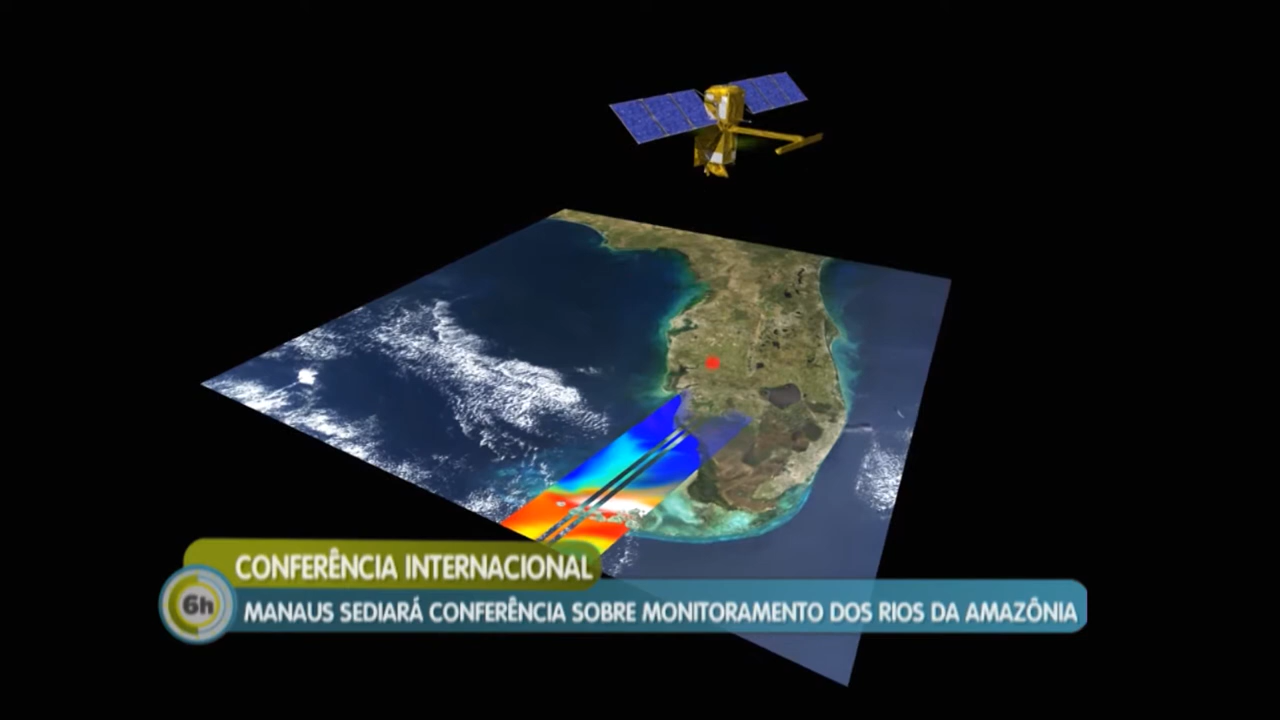 CONFERÊNCIA INTERNACIONAL
6h
MANAUS SEDIARÁ CONFERÊNCIA SOBRE MONITORAMENTO DOS RIOS DA AMAZÔNIA